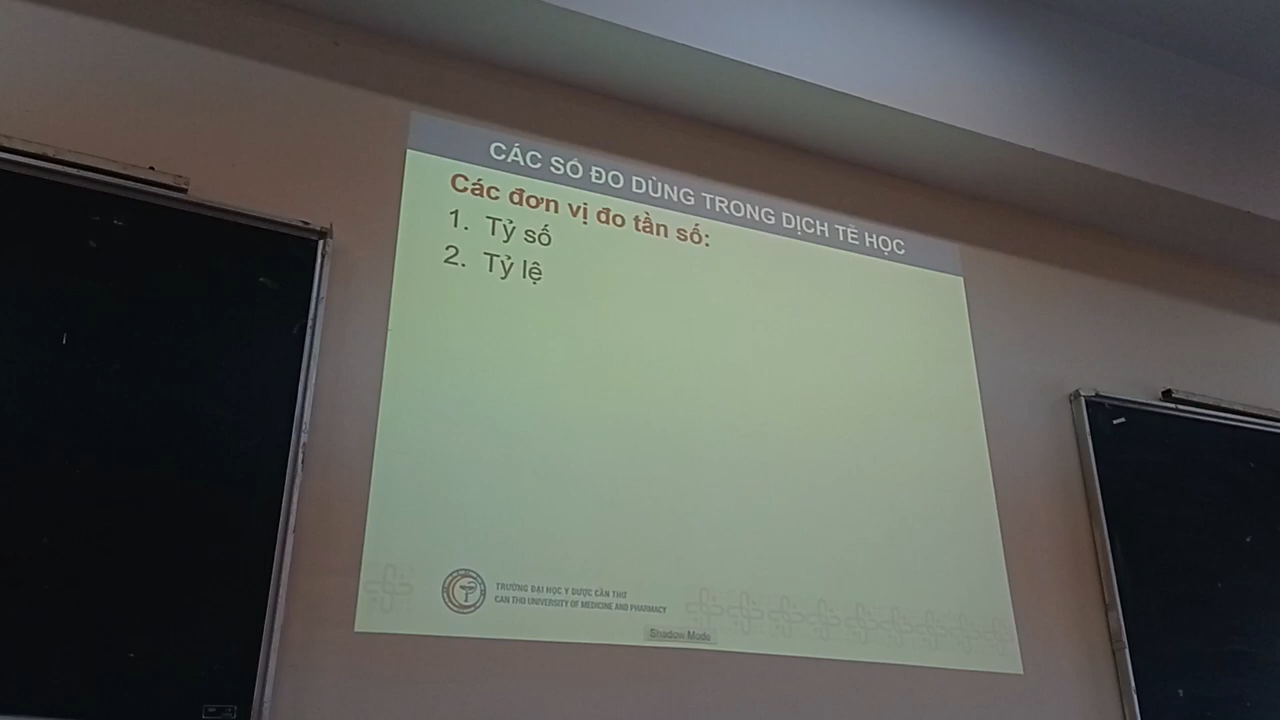 CÁC SỐ ĐO DÙNG TRONG DỊCH TỄ HỌC
Các đơn vị đo tần số:
1. Tỷ số
2. Tỷ lệ
TRƯỜNG ĐẠI HỌC Y DƯỢC CẦN THƠ
CAN THO UNIVERSITY OF MEDICINE AND PHARMACY
Shadow Mode